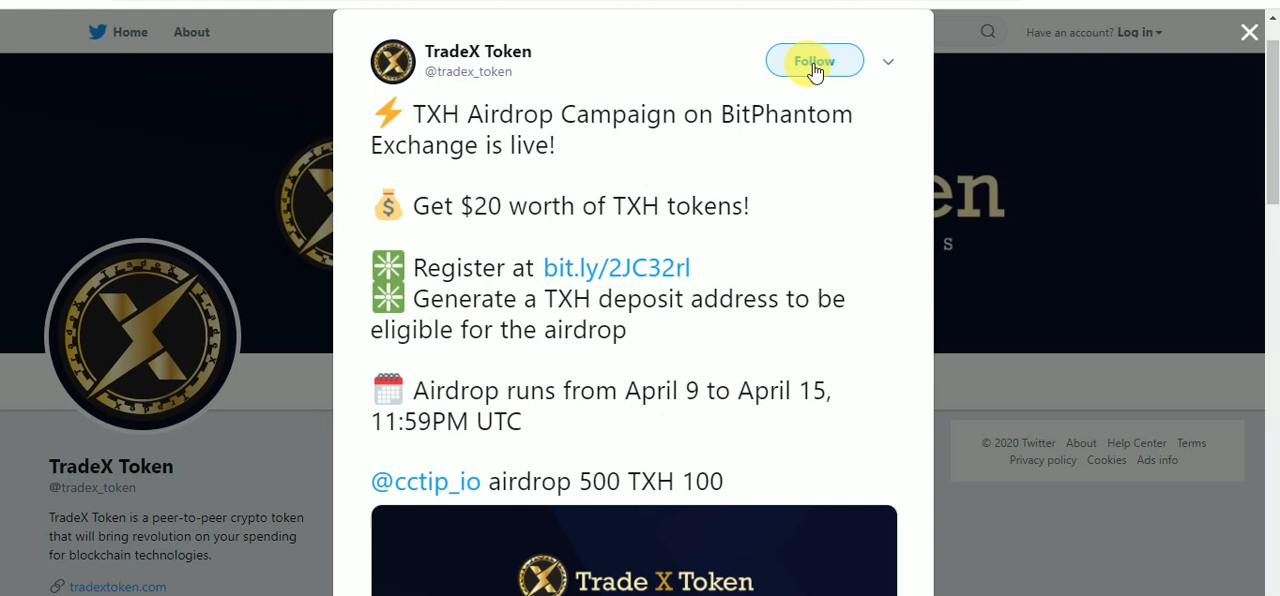 Home About
Have an account? Log in
TradeX Token
@tradex_token
Follow
⚡ TXH Airdrop Campaign on BitPhantom
Exchange is live!
💰 Get $20 worth of TXH tokens!
✳️ Register at bit.ly/2JC32rl
✳️ Generate a TXH deposit address to be
eligible for the airdrop
📅 Airdrop runs from April 9 to April 15,
11:59PM UTC
@cctip_io airdrop 500 TXH 100
Trade X Token
en
S
TradeX Token
@tradex_token
TradeX Token is a peer-to-peer crypto token
that will bring revolution on your spending
for blockchain technologies.
tradextoken.com
© 2020 Twitter About Help Center Terms
Privacy policy Cookies Ads info